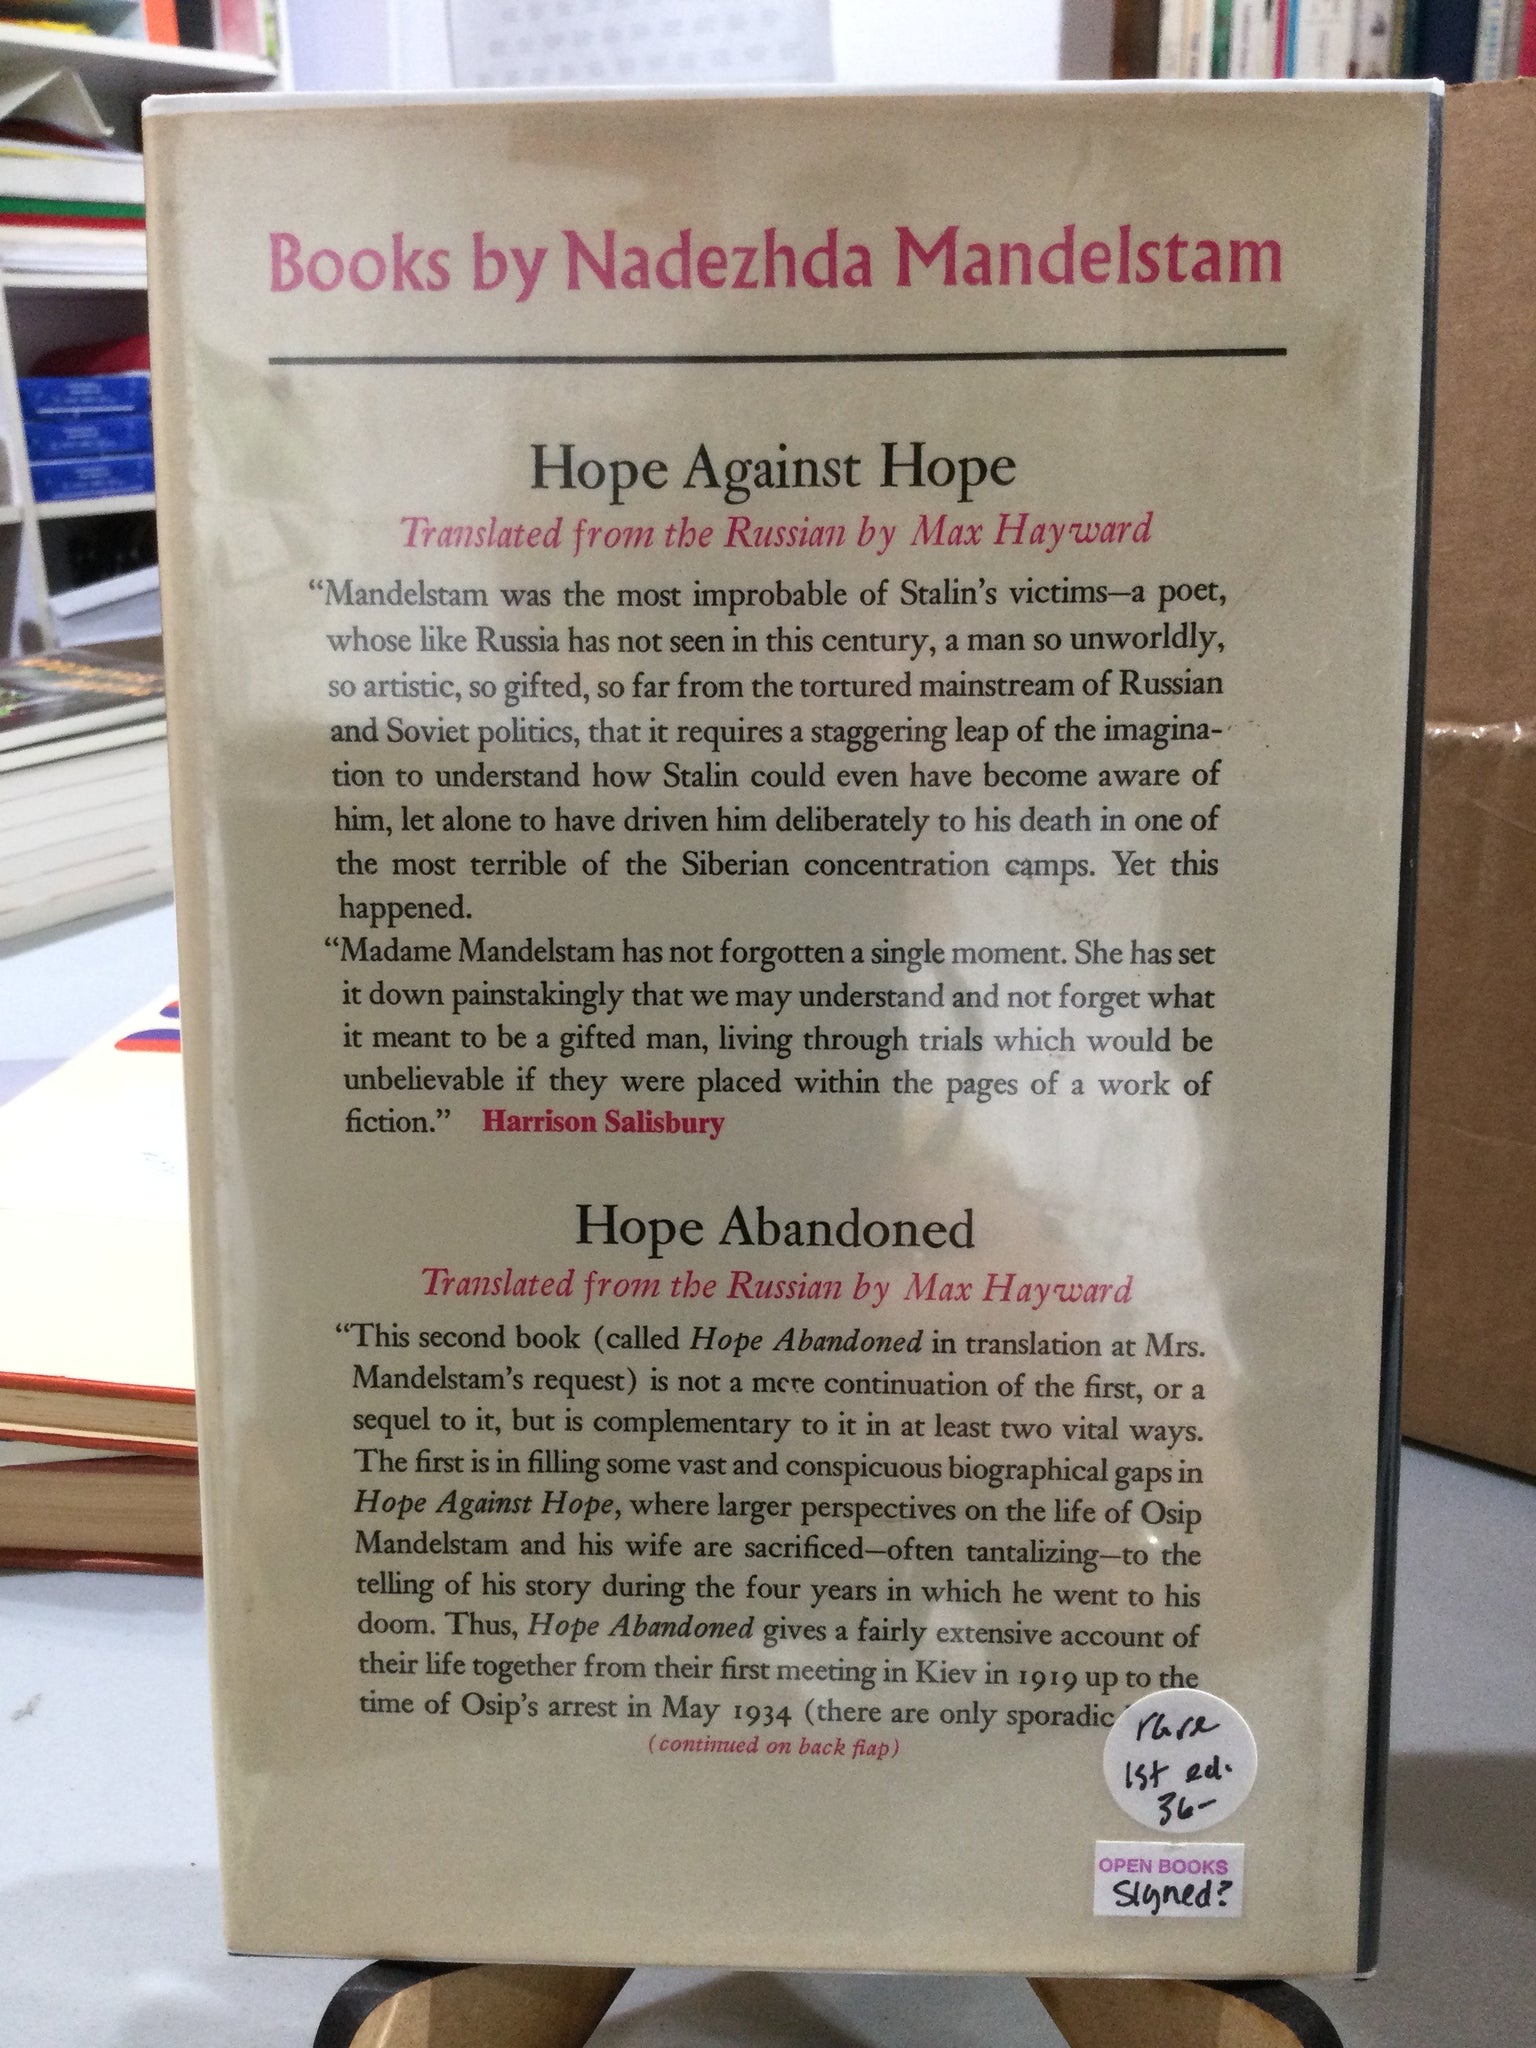 Books by Nadezhda Mandelstam
Hope Against Hope
Translated from the Russian by Max Hayward
“Mandelstam was the most improbable of Stalin’s victims—a poet,
whose like Russia has not seen in this century, a man so unworldly,
so artistic, so gifted, so far from the tortured mainstream of Russian
and Soviet politics, that it requires a staggering leap of the imagina-
tion to understand how Stalin could even have become aware of
him, let alone to have driven him deliberately to his death in one of
the most terrible of the Siberian concentration camps. Yet this
happened.
“Madame Mandelstam has not forgotten a single moment. She has set
it down painstakingly that we may understand and not forget what
it meant to be a gifted man, living through trials which would be
unbelievable if they were placed within the pages of a work of
fiction.” Harrison Salisbury
Hope Abandoned
Translated from the Russian by Max Hayward
“This second book (called Hope Abandoned in translation at Mrs.
Mandelstam’s request) is not a mere continuation of the first, or a
sequel to it, but is complementary to it in at least two vital ways.
The first is in filling some vast and conspicuous biographical gaps in
Hope Against Hope, where larger perspectives on the life of Osip
Mandelstam and his wife are sacrificed—often tantalizing—to the
telling of his story during the four years in which he went to his
doom. Thus, Hope Abandoned gives a fairly extensive account of
their life together from their first meeting in Kiev in 1919 up to the
time of Osip’s arrest in May 1934 (there are only sporadic
(continued on back flap)
rare
1st ed.
36-
OPEN BOOKS
Signed?